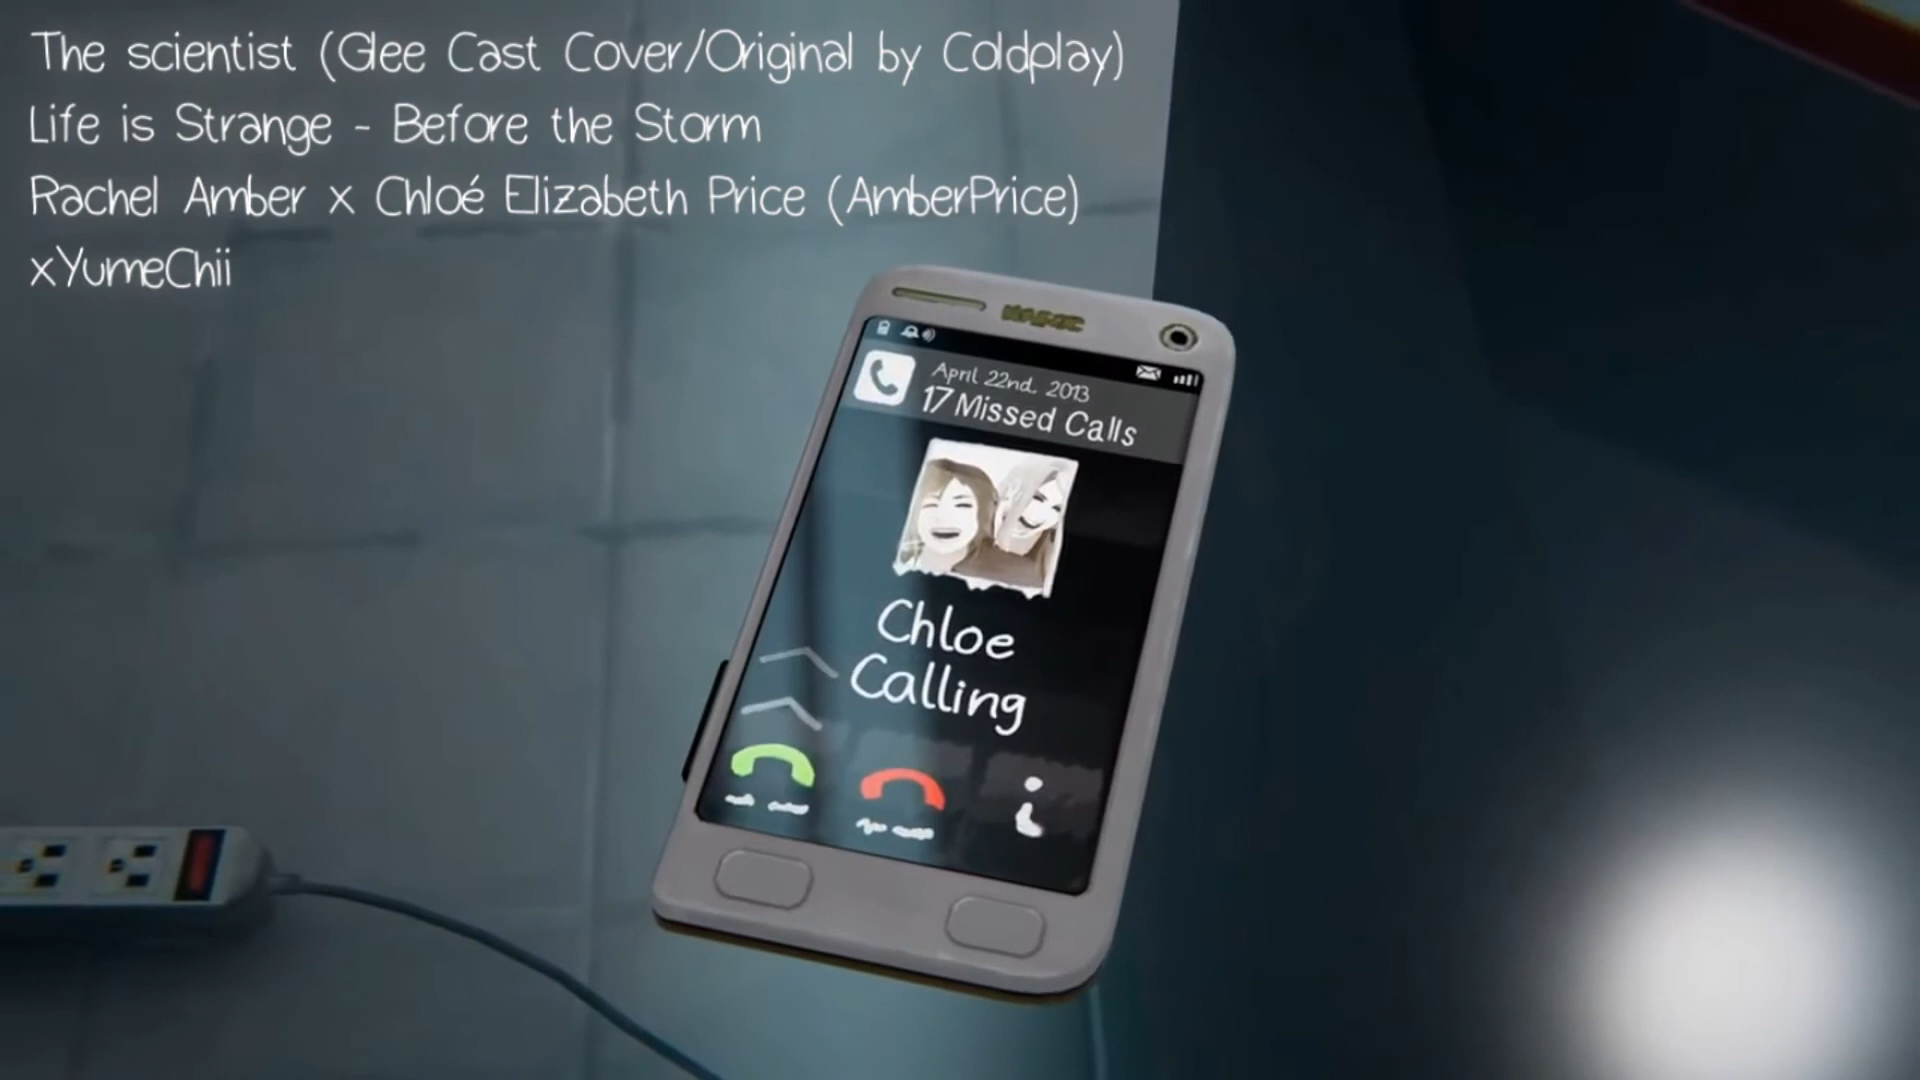 The scientist (Glee Cast Cover/Original by Coldplay)
Life is Strange - Before the Storm
Rachel Amber x Chloé Elizabeth Price (AmberPrice)
xYumeChii
April 22nd. 2013
17 Missed Calls
Chloe
Calling